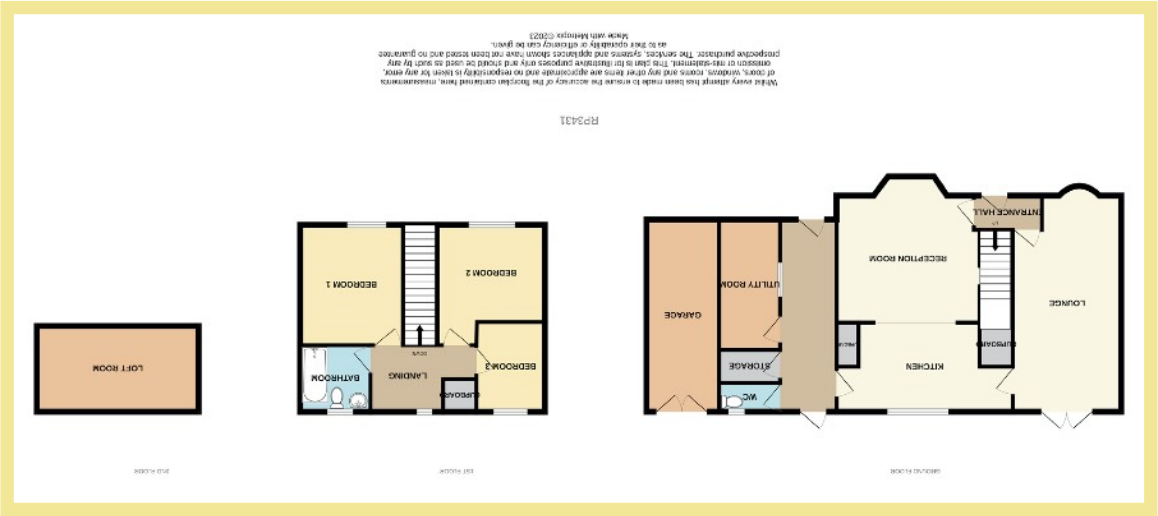 GROUND FLOOR
KITCHEN
CUPBOARD
LOUNGE
RECEPTION ROOM
ENTRANCE HALL
WC
STORAGE
UTILITY ROOM
GARAGE
1ST FLOOR
CUPBOARD
LANDING
BATHROOM
BEDROOM 3
DOWN
BEDROOM 2
BEDROOM 1
2ND FLOOR
LOFT ROOM
RP3431
Whilst every attempt has been made to ensure the accuracy of the floorplan contained here, measurements
of doors, windows, rooms and any other items are approximate and no responsibility is taken for any error,
omission or mis-statement. This plan is for illustrative purposes only and should be used as such by any
prospective purchaser. The services, systems and appliances shown have not been tested and no guarantee
as to their operability or efficiency can be given.
Made with Metropix ©2023